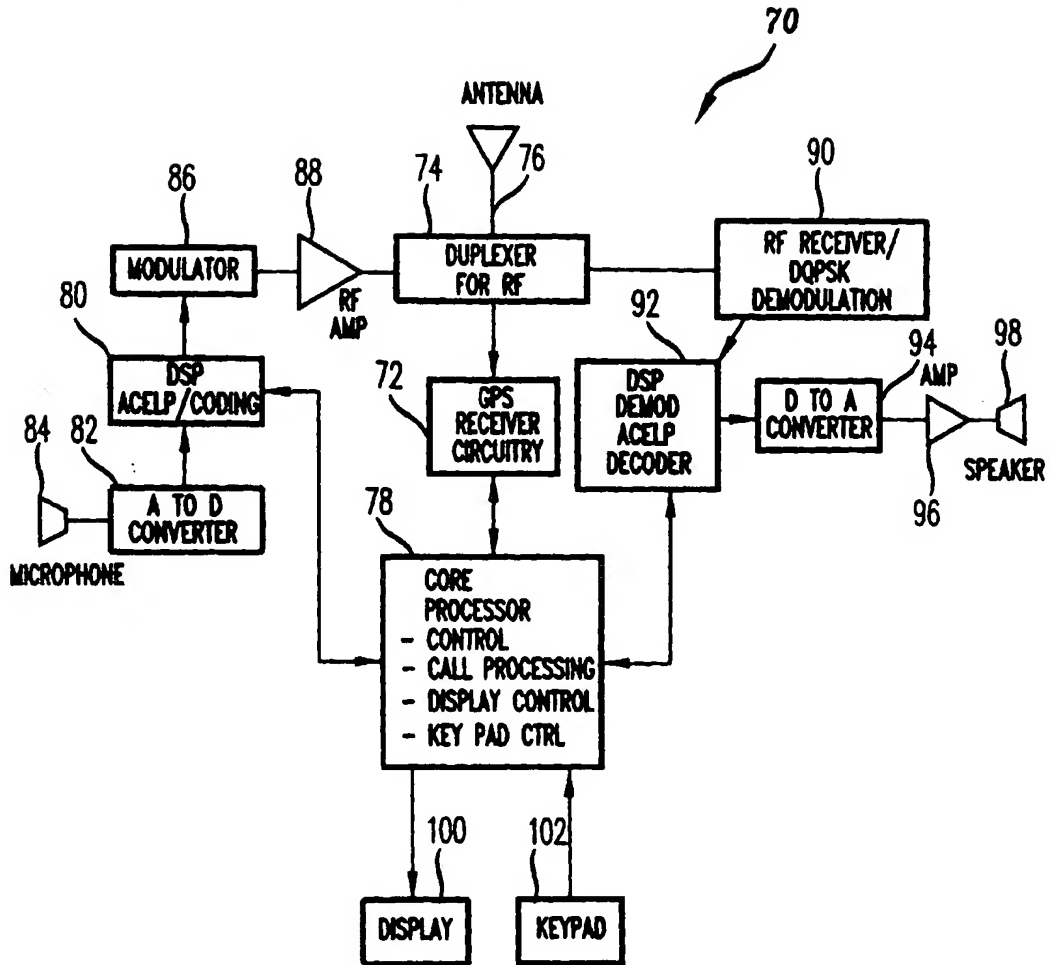 70
ANTENNA
86
88
74
76
90
MODULATOR
RF
AMP
DUPLEXER
FOR RF
RF RECEIVER/
DQPSK
DEMODULATION
80
DSP
ACELP/CODING
72
GPS
RECEIVER
CIRCUITRY
92
DSP
DEMOD
ACELP
DECODER
94
AMP
98
D TO A
CONVERTER
96
SPEAKER
84
82
A TO D
CONVERTER
MICROPHONE
78
CORE
PROCESSOR
- CONTROL
- CALL PROCESSING
- DISPLAY CONTROL
- KEY PAD CTRL
100
102
DISPLAY
KEYPAD